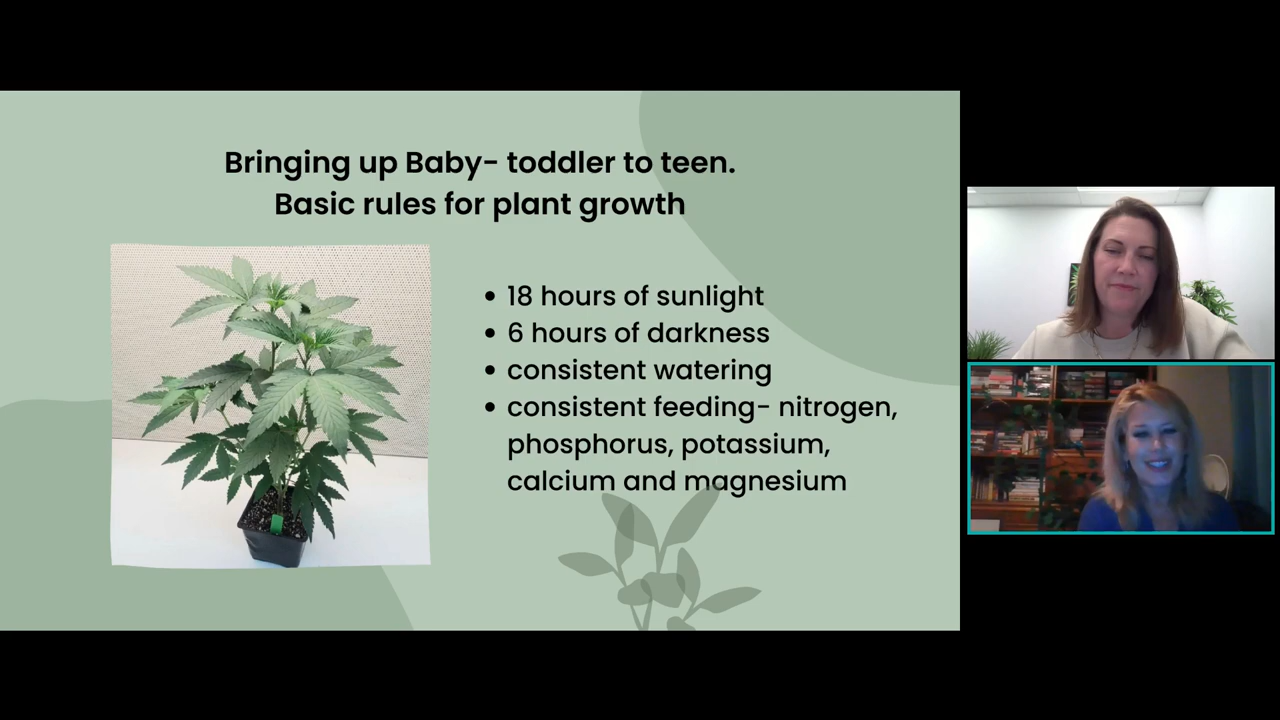 Bringing up Baby- toddler to teen.
Basic rules for plant growth
• 18 hours of sunlight
• 6 hours of darkness
• consistent watering
• consistent feeding- nitrogen,
phosphorus, potassium,
calcium and magnesium